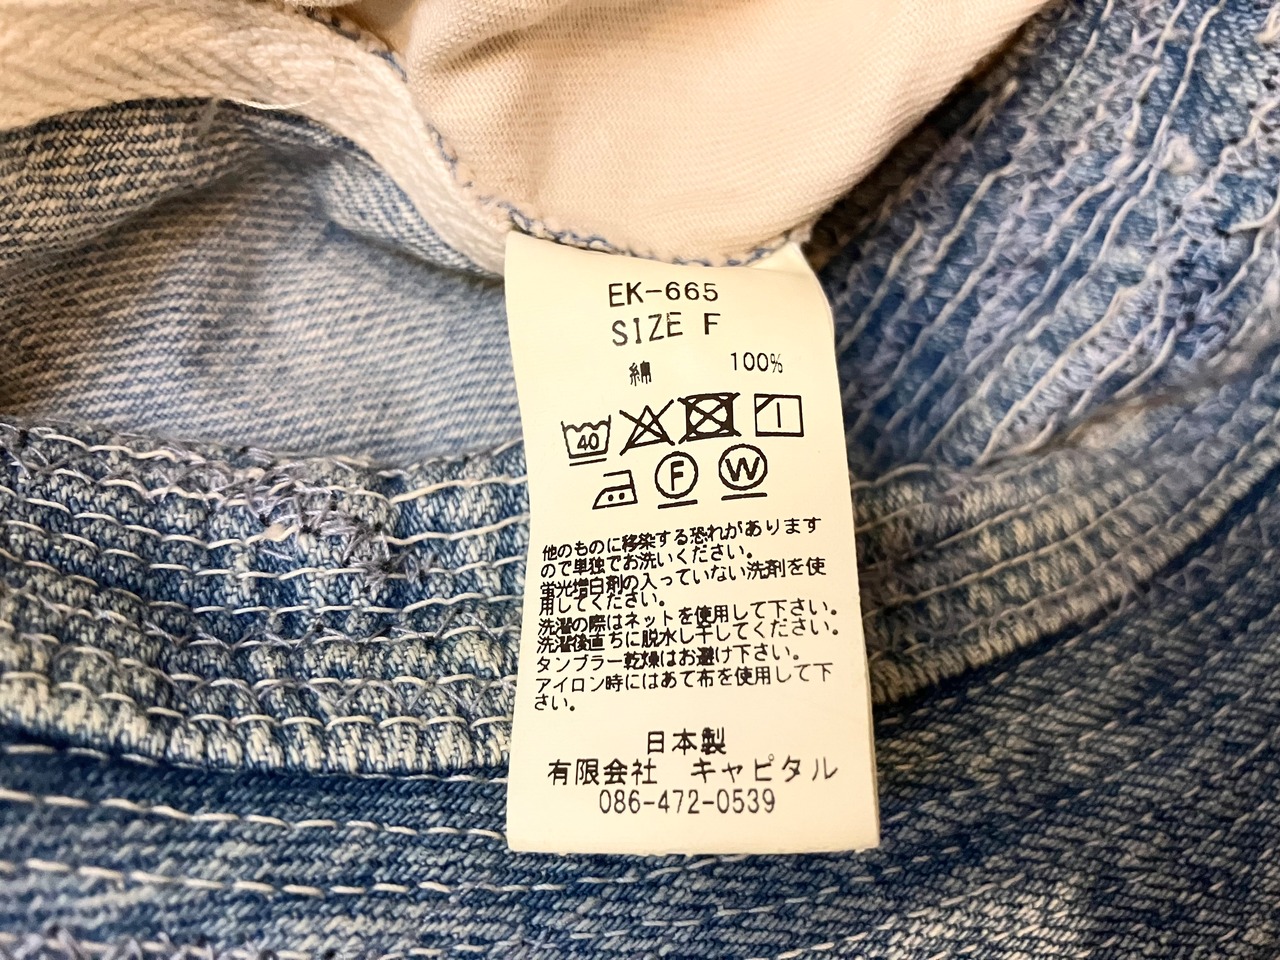 EK-665
SIZE F
綿 100%
40
F W
他のものに移染する恐れがあります
ので単独でお洗いください。
蛍光増白剤の入っていない洗剤を使
用してください。
洗濯の際はネットを使用して下さい。
洗濯後直ちに脱水し干してください。
タンブラー乾燥はお避け下さい。
アイロン時にはあて布を使用して下
さい。
日本製
有限会社 キャピタル
086-472-0539